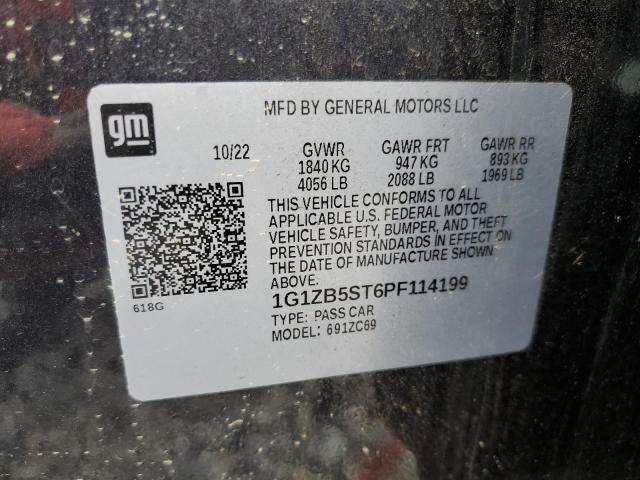 gm
MFD BY GENERAL MOTORS LLC
10/22 GVWR GAWR FRT GAWR RR
1840 KG 947 KG 893 KG
4056 LB 2088 LB 1969 LB
THIS VEHICLE CONFORMS TO ALL
APPLICABLE U.S. FEDERAL MOTOR
VEHICLE SAFETY, BUMPER, AND THEFT
PREVENTION STANDARDS IN EFFECT ON
THE DATE OF MANUFACTURE SHOWN
ABOVE.
1G1ZB5ST6PF114199
TYPE: PASS CAR
MODEL: 691ZC69
618G